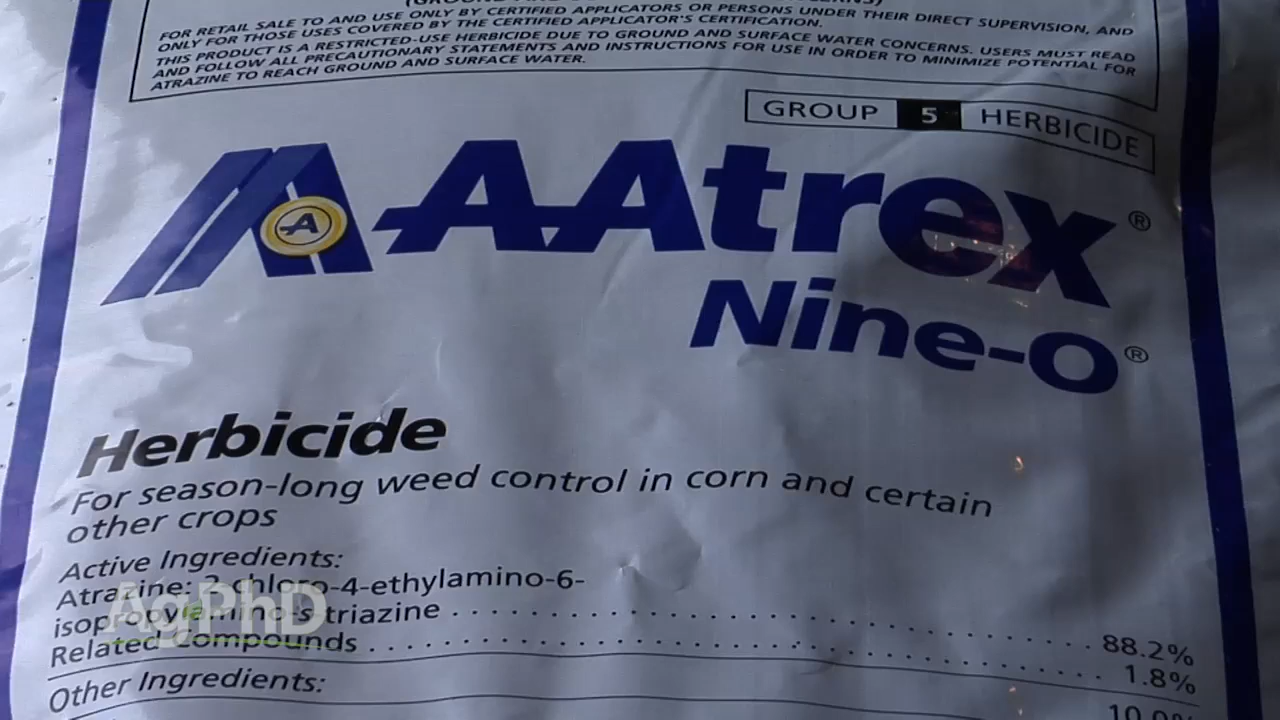 FOR RETAIL SALE TO AND USE ONLY BY CERTIFIED APPLICATORS OR PERSONS UNDER THEIR DIRECT SUPERVISION, AND
ONLY FOR THOSE USES COVERED BY THE CERTIFIED APPLICATOR'S CERTIFICATION.
THIS PRODUCT IS A RESTRICTED-USE HERBICIDE DUE TO GROUND AND SURFACE WATER CONCERNS. USERS MUST READ
AND FOLLOW ALL PRECAUTIONARY STATEMENTS AND INSTRUCTIONS FOR USE IN ORDER TO MINIMIZE POTENTIAL FOR
ATRAZINE TO REACH GROUND AND SURFACE WATER.
GROUP 5 HERBICIDE
A AAtrex®
Nine-O®
Herbicide
For season-long weed control in corn and certain
other crops
Active Ingredients:
Atrazine: 2-chloro-4-ethylamino-6-
isopropylamino-s-triazine . . . . . . . . . . . . . . . . . . . . 88.2%
Related Compounds . . . . . . . . . . . . . . . . . . . . 1.8%
Other Ingredients: 10.0%
AgPhD